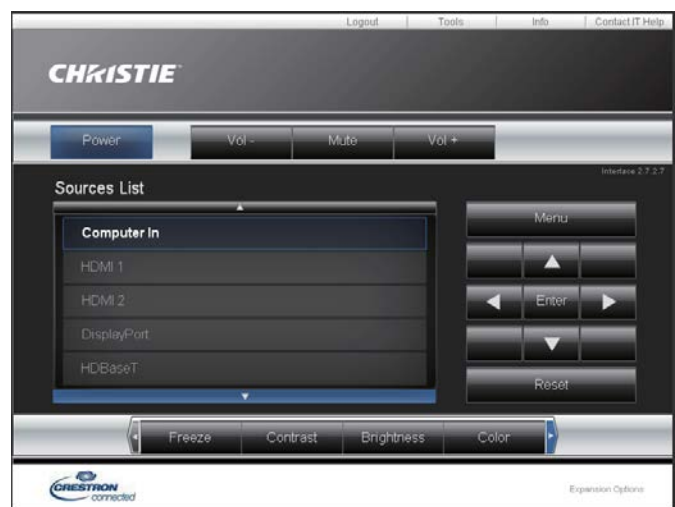 Logout Tools Info Contact IT Help
CHRISTIE
Power Vol - Mute Vol +
Interface 2.7.2.7
Sources List
Menu
Computer In
HDMI 1
HDMI 2
Enter
DisplayPort
HDBaseT
Reset
Freeze Contrast Brightness Color
CRESTRON
connected
Expansion Options